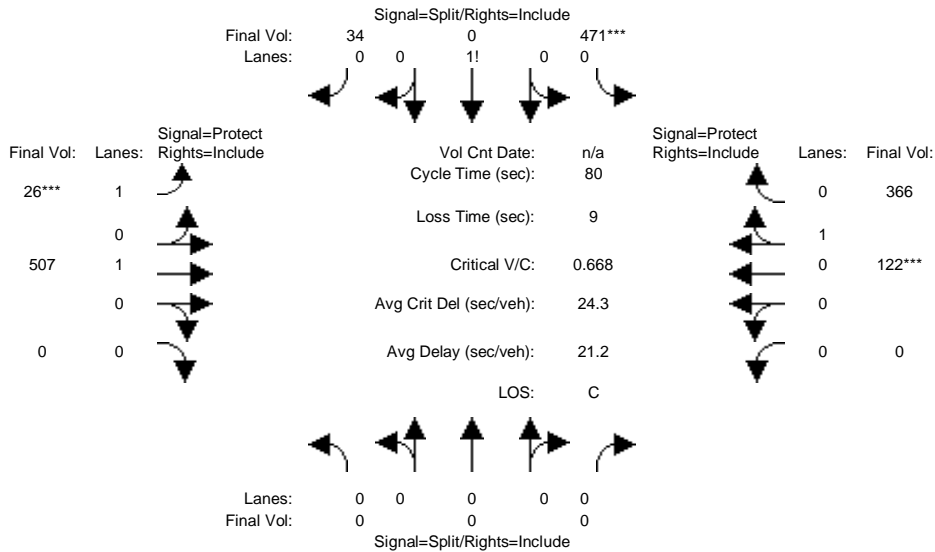 Signal=Split/Rights=Include
Final Vol: 34 0 471***
Lanes: 0 0 1! 0 0
Signal=Protect Signal=Protect
Final Vol: Lanes: Rights=Include Vol Cnt Date: n/a Rights=Include Lanes: Final Vol:
Cycle Time (sec): 80
26*** 1 0 366
Loss Time (sec): 9
0 1
507 1 Critical V/C: 0.668 0 122***
0 Avg Crit Del (sec/veh): 24.3 0
0 0 Avg Delay (sec/veh): 21.2 0 0
LOS: C
Lanes: 0 0 0 0 0
Final Vol: 0 0 0
Signal=Split/Rights=Include